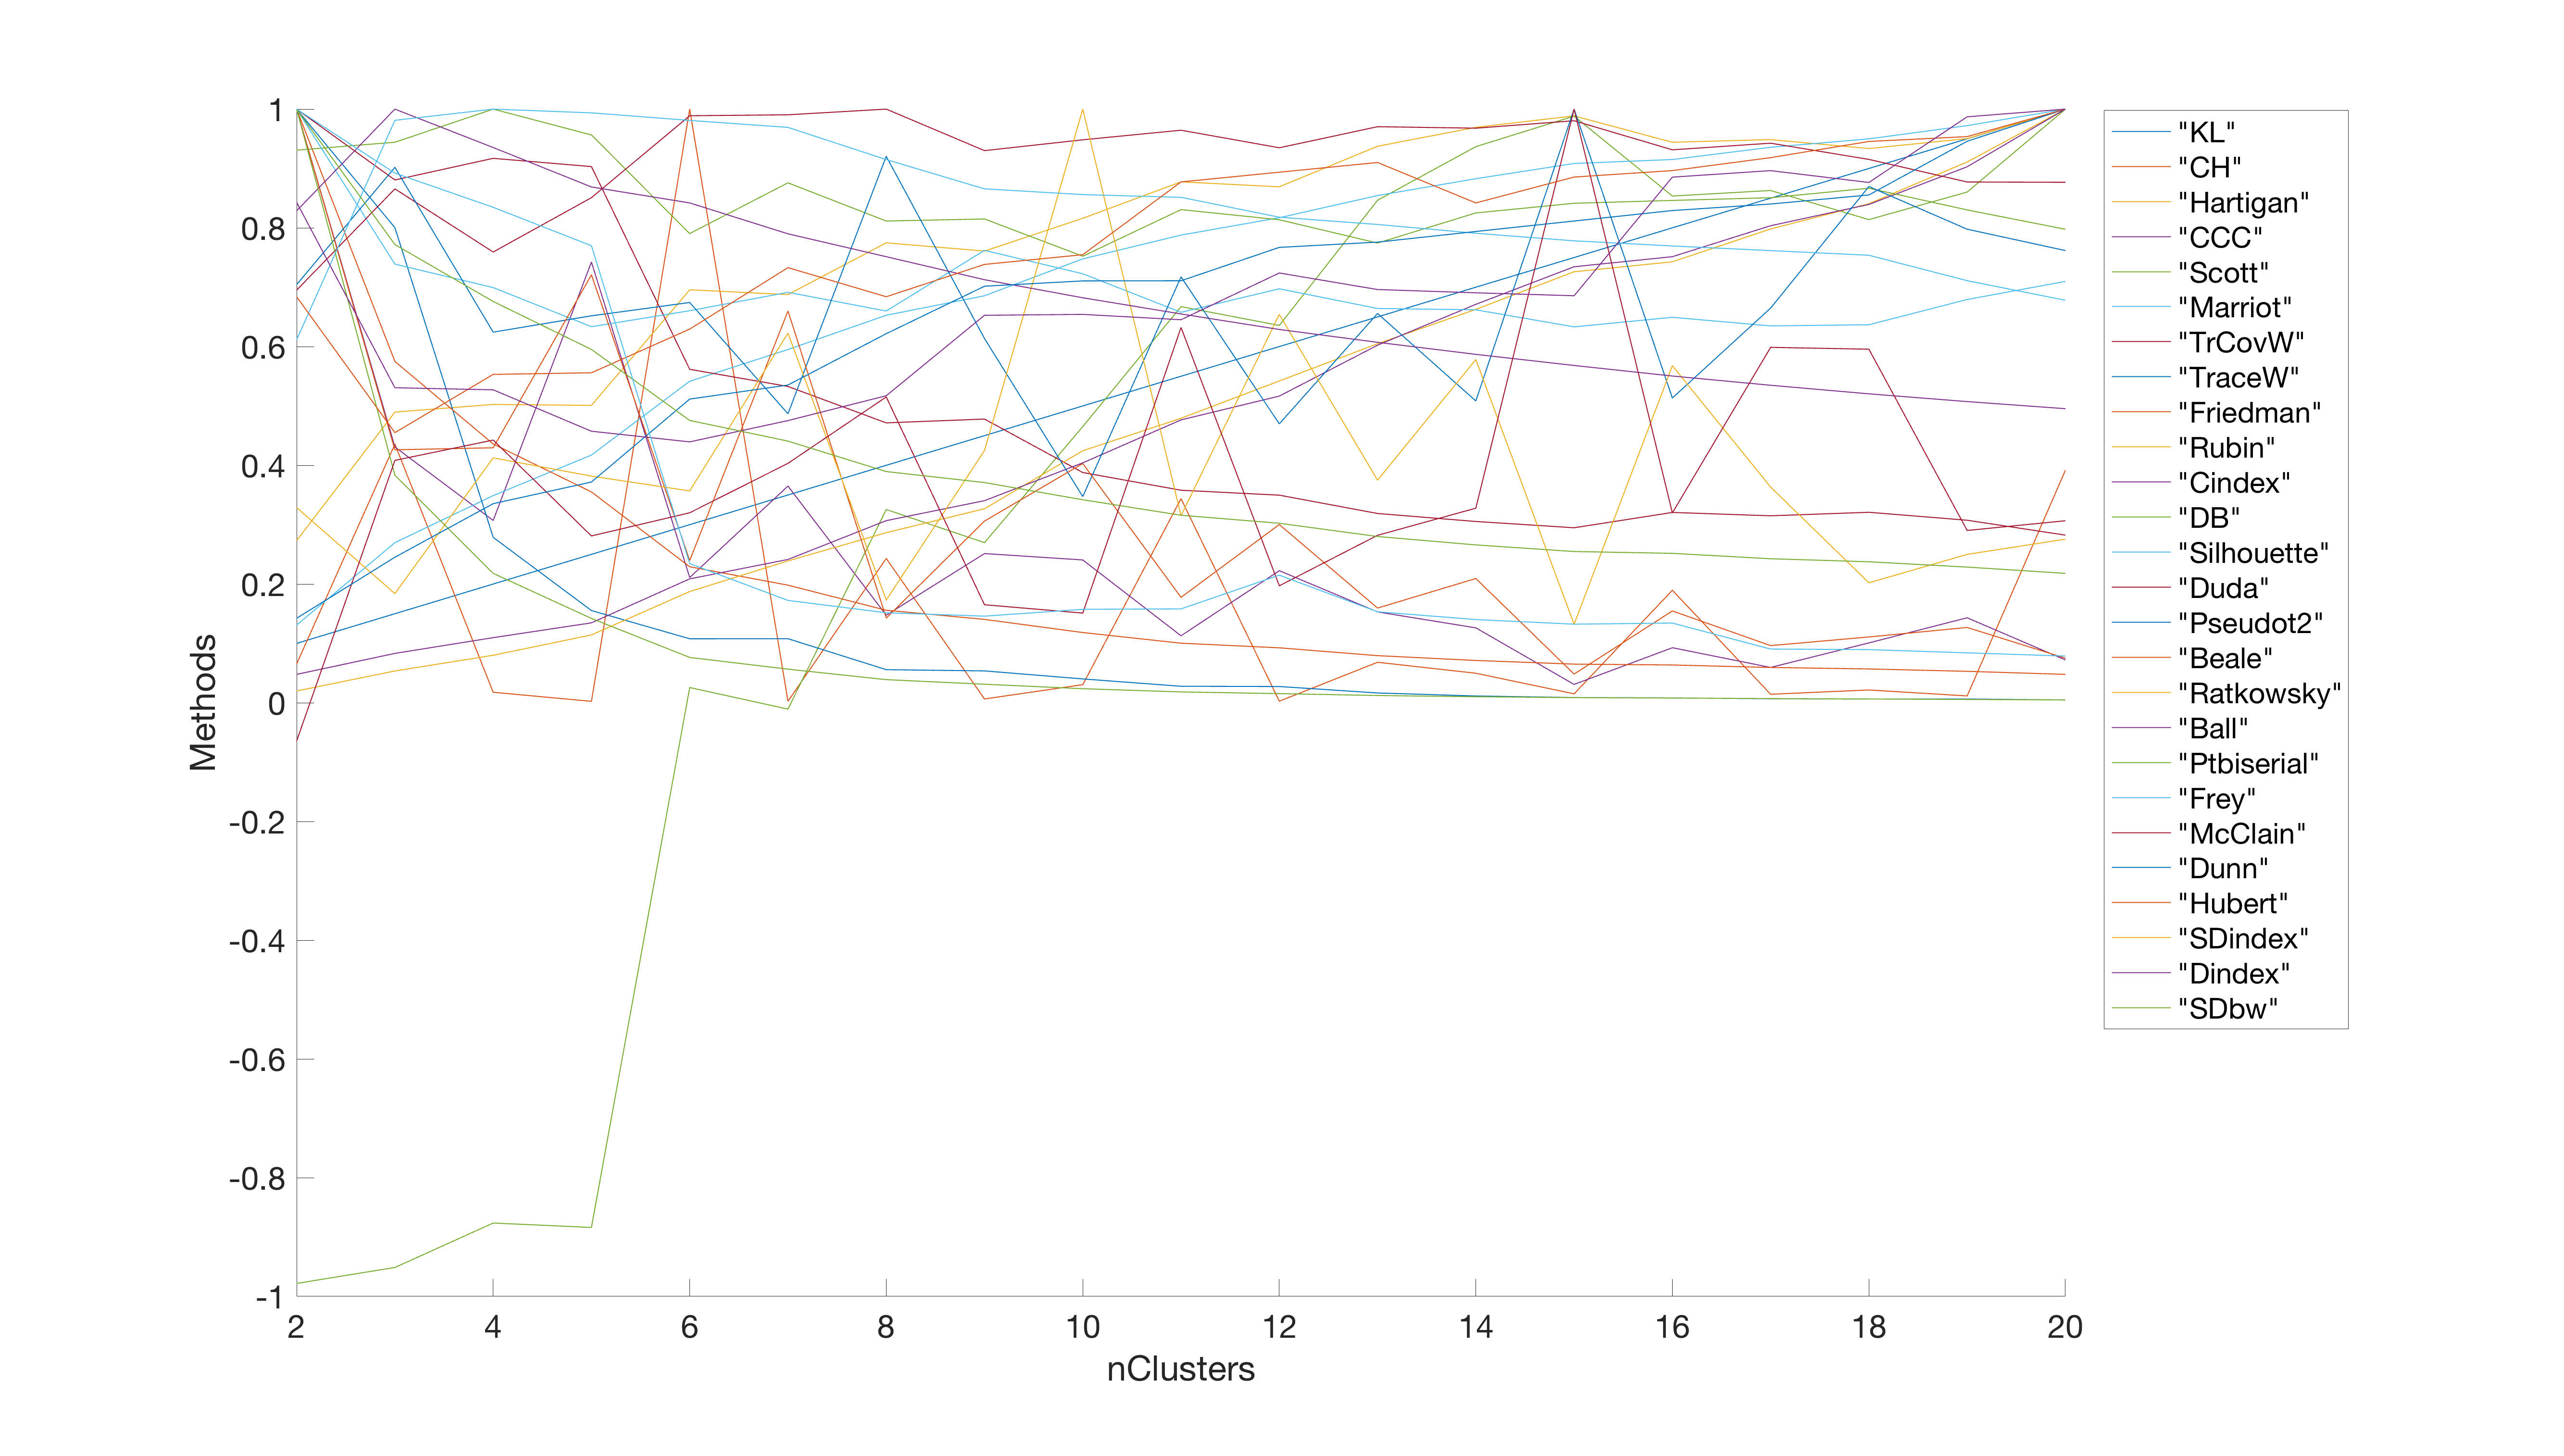 1
0.8
0.6
0.4
0.2
0
-0.2
-0.4
-0.6
-0.8
-1
Methods
2 4 6 8 10 12 14 16 18 20
nClusters
"KL"
"CH"
"Hartigan"
"CCC"
"Scott"
"Marriot"
"TrCovW"
"TraceW"
"Friedman"
"Rubin"
"Cindex"
"DB"
"Silhouette"
"Duda"
"Pseudot2"
"Beale"
"Ratkowsky"
"Ball"
"Ptbiserial"
"Frey"
"McClain"
"Dunn"
"Hubert"
"SDindex"
"Dindex"
"SDbw"